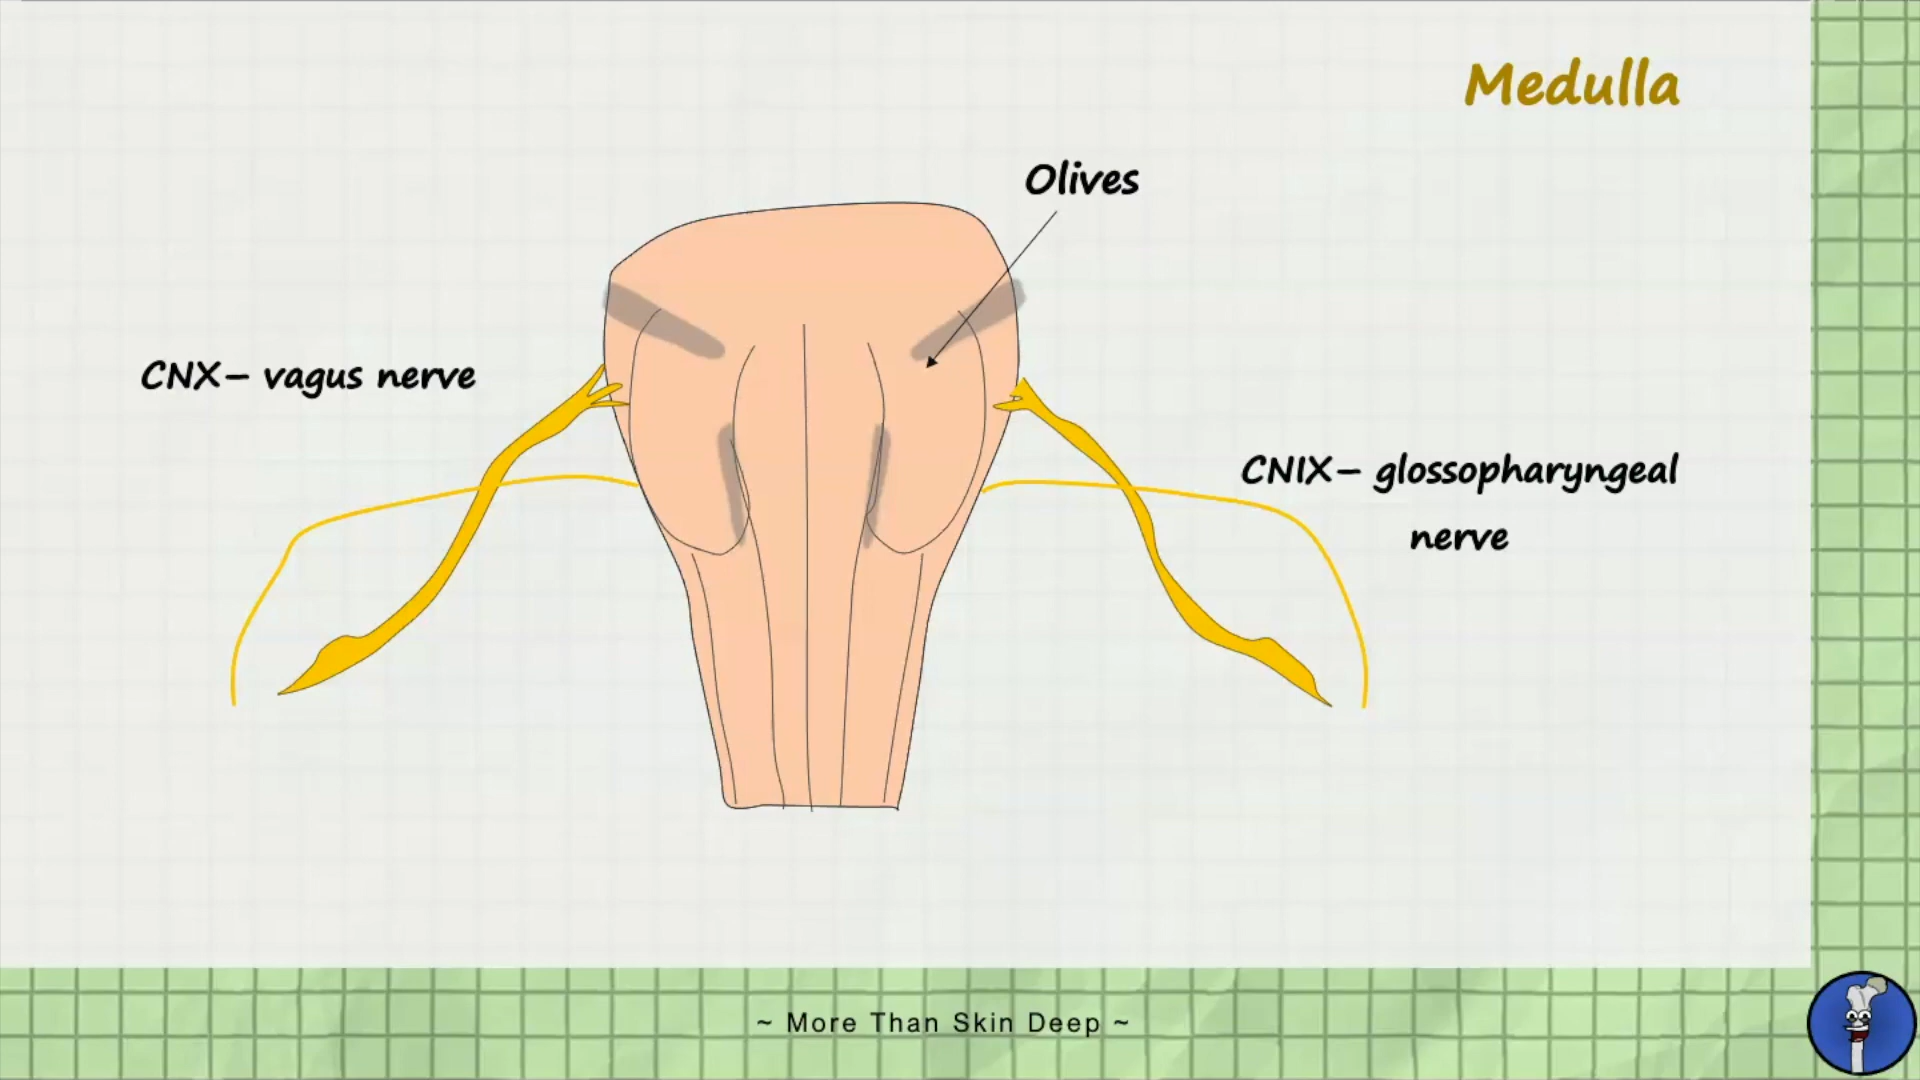 Medulla
Olives
CNX– vagus nerve
CNIX– glossopharyngeal
nerve
~ More Than Skin Deep ~